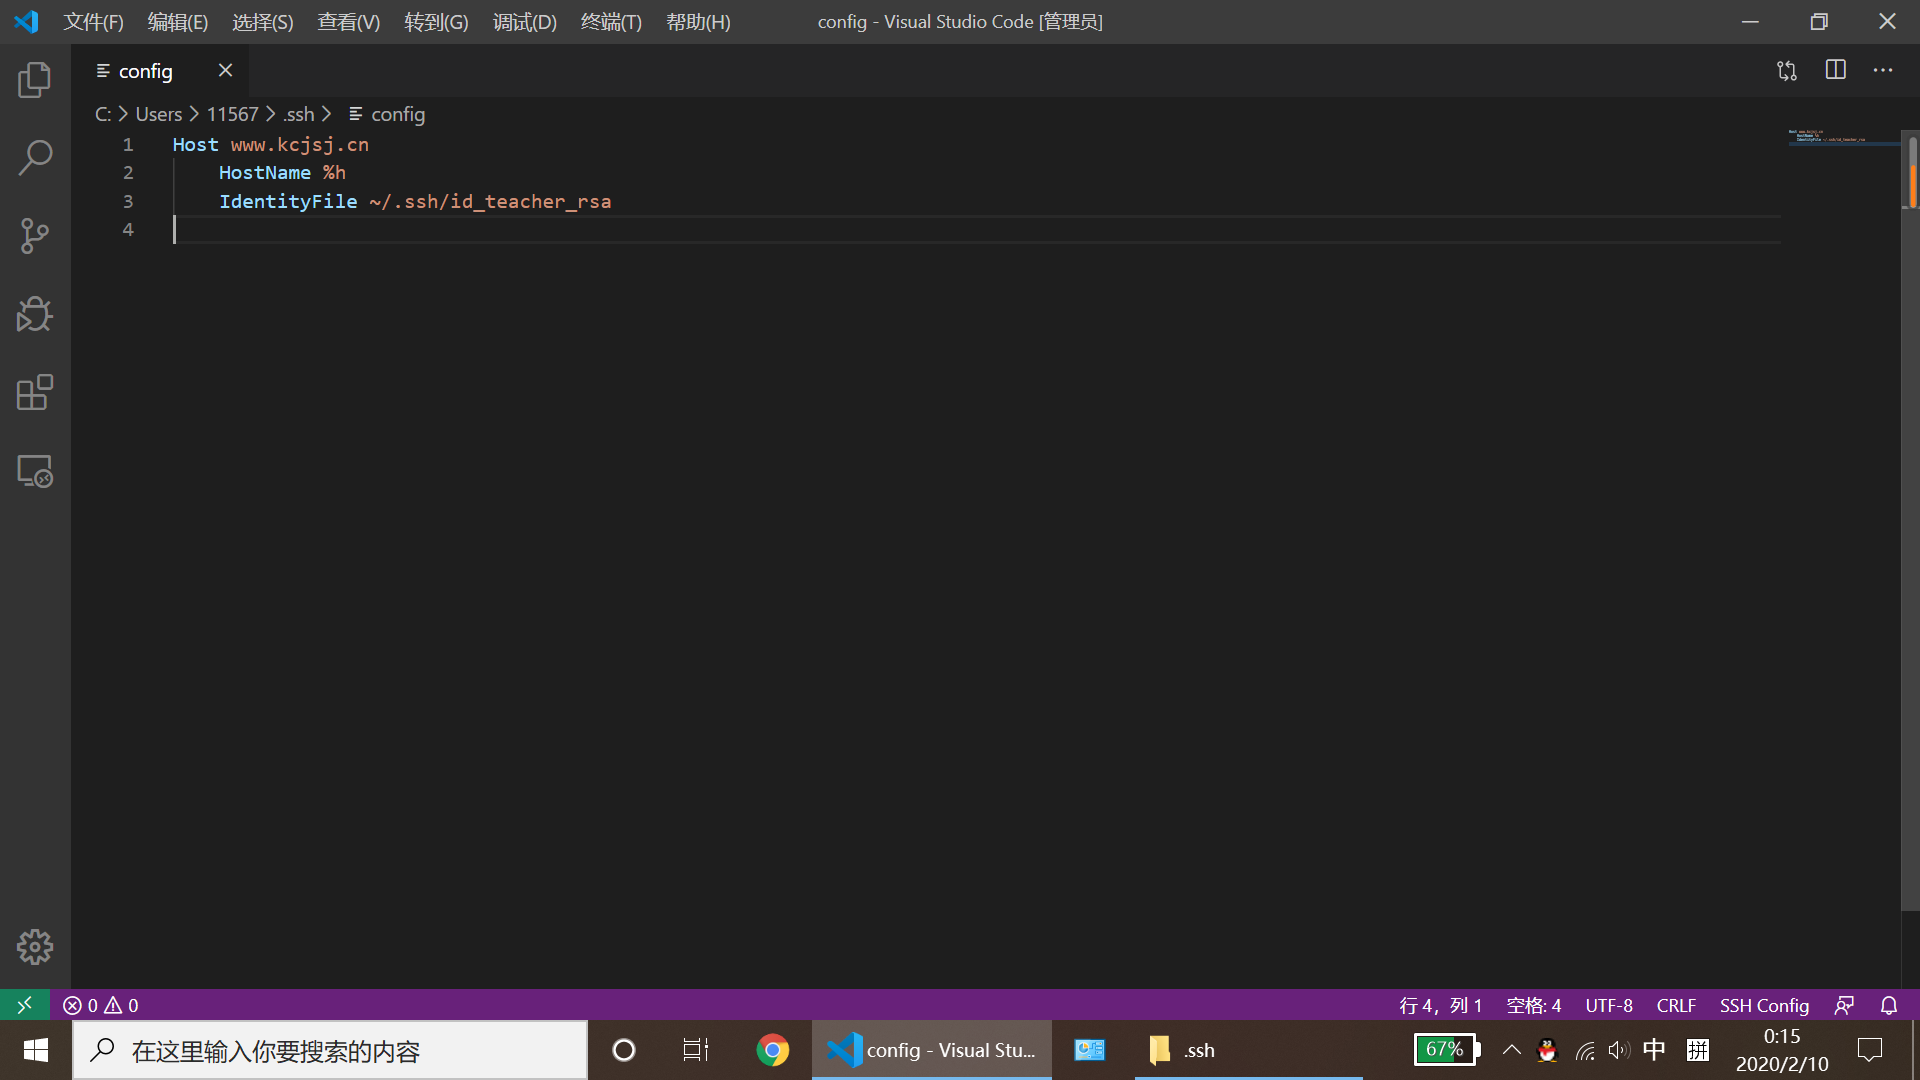 文件(F) 编辑(E) 选择(S) 查看(V) 转到(G) 调试(D) 终端(T) 帮助(H) config - Visual Studio Code [管理员]
config
C: > Users > 11567 > .ssh > config
1 Host www.kcjsj.cn
2 HostName %h
3 IdentityFile ~/.ssh/id_teacher_rsa
4
0 0 行 4，列 1 空格: 4 UTF-8 CRLF SSH Config
在这里输入你要搜索的内容 config - Visual Stu... .ssh 67% 中 拼 0:15
2020/2/10